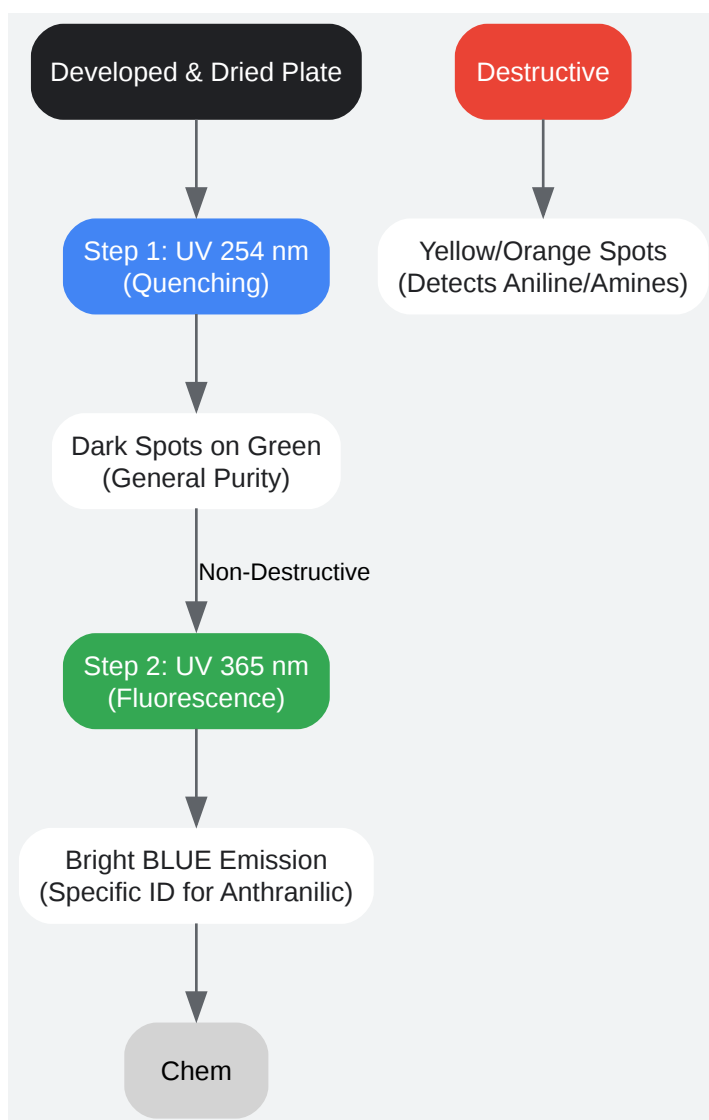 Developed & Dried Plate
Step 1: UV 254 nm
(Quenching)
Dark Spots on Green
(General Purity)
Non-Destructive
Step 2: UV 365 nm
(Fluorescence)
Bright BLUE Emission
(Specific ID for Anthranilic)
Chem
Destructive
Yellow/Orange Spots
(Detects Aniline/Amines)